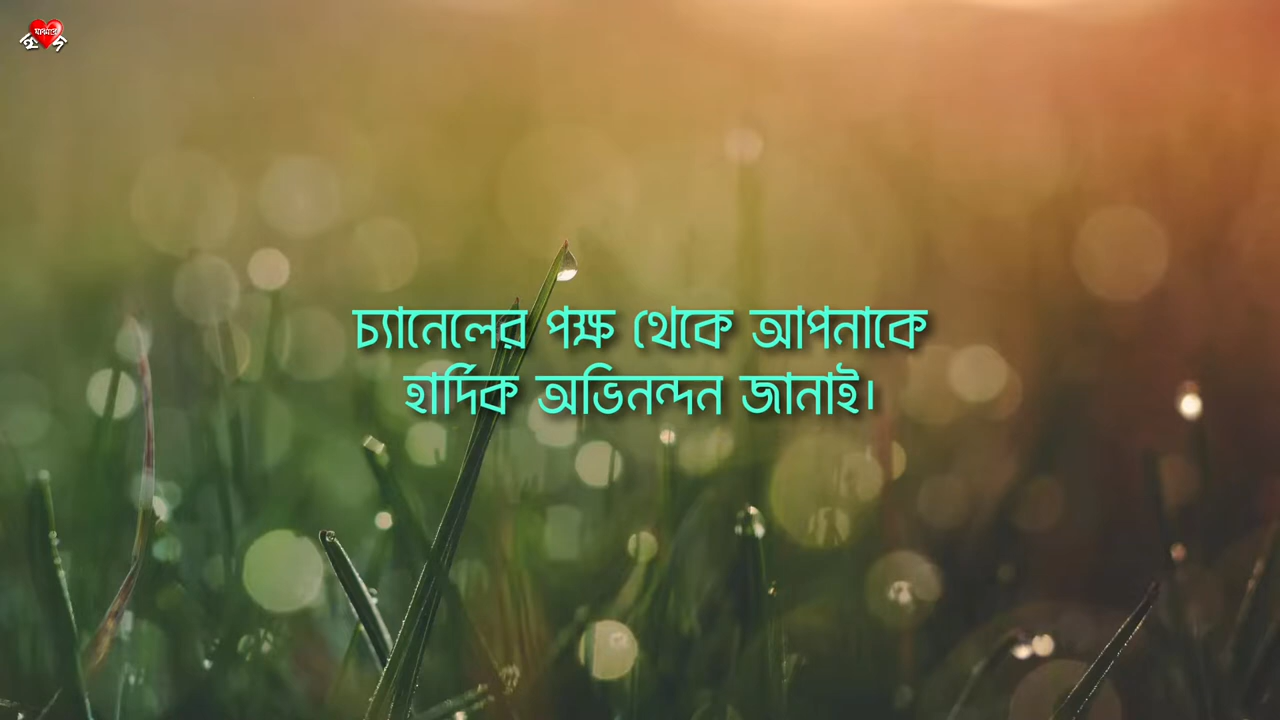 চ্যানেলের পক্ষ থেকে আপনাকে
হার্দিক অভিনন্দন জানাই।